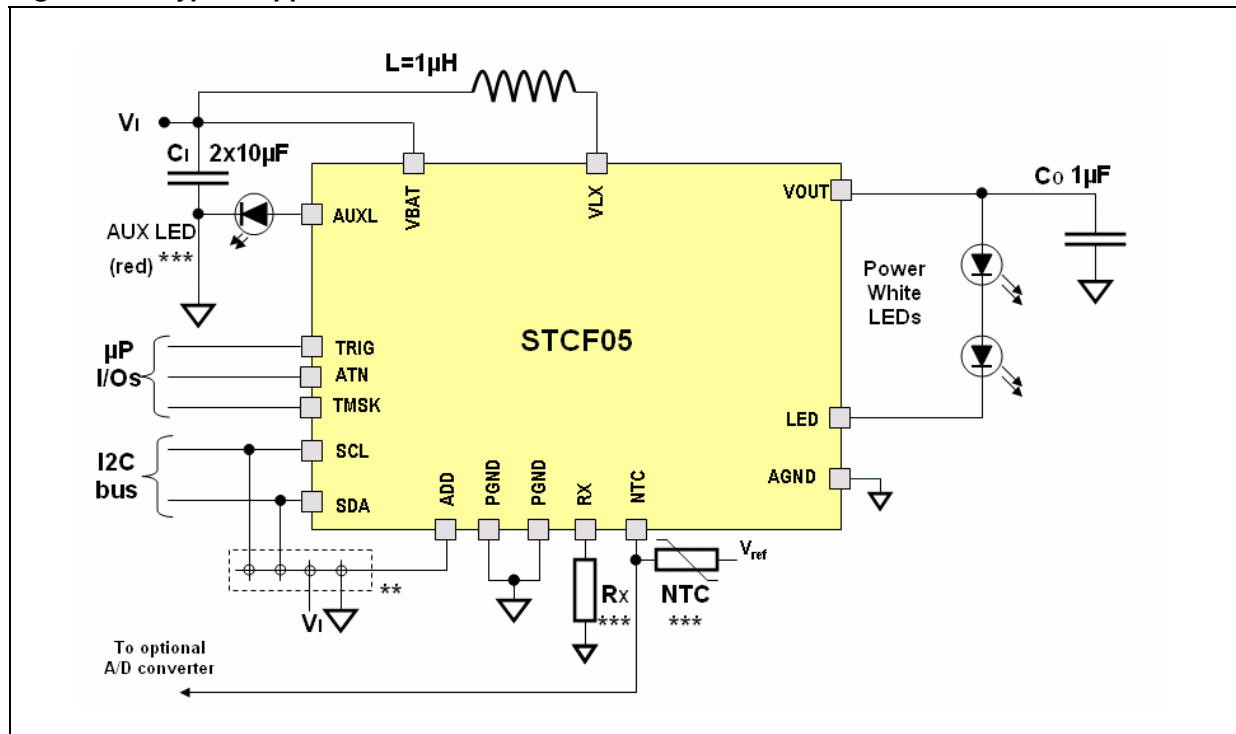 L=1µH
VI
CI 2x10µF
VBAT
VLX
VOUT
CO 1µF
AUXL
AUX LED
(red) ***
Power
White
LEDs
STCF05
µP
I/Os
TRIG
ATN
TMSK
LED
I2C
bus
SCL
SDA
ADD
PGND
PGND
RX
NTC
AGND
Vref
**
VI
RX
***
NTC
***
To optional
A/D converter